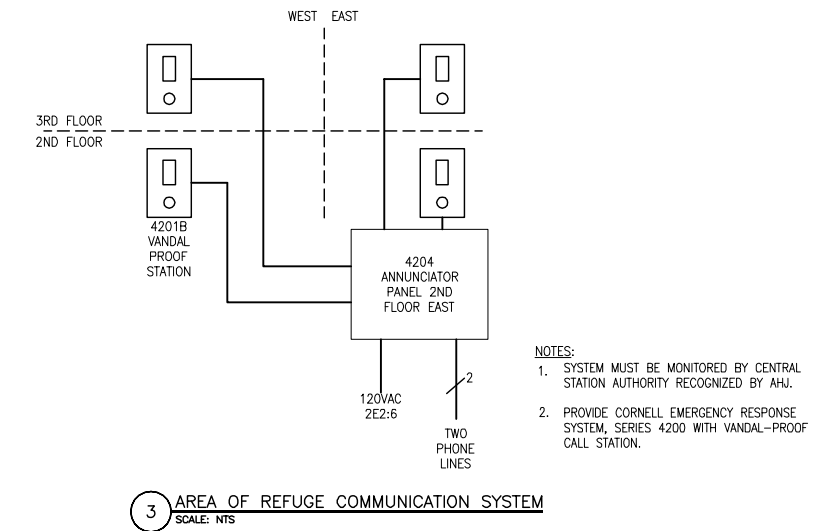 WEST EAST
3RD FLOOR
2ND FLOOR
4201B
VANDAL
PROOF
STATION
4204
ANNUNCIATOR
PANEL 2ND
FLOOR EAST
120VAC
2E2:6
2
TWO
PHONE
LINES
NOTES:
1. SYSTEM MUST BE MONITORED BY CENTRAL
STATION AUTHORITY RECOGNIZED BY AHJ.
2. PROVIDE CORNELL EMERGENCY RESPONSE
SYSTEM, SERIES 4200 WITH VANDAL-PROOF
CALL STATION.
3 AREA OF REFUGE COMMUNICATION SYSTEM
SCALE: NTS